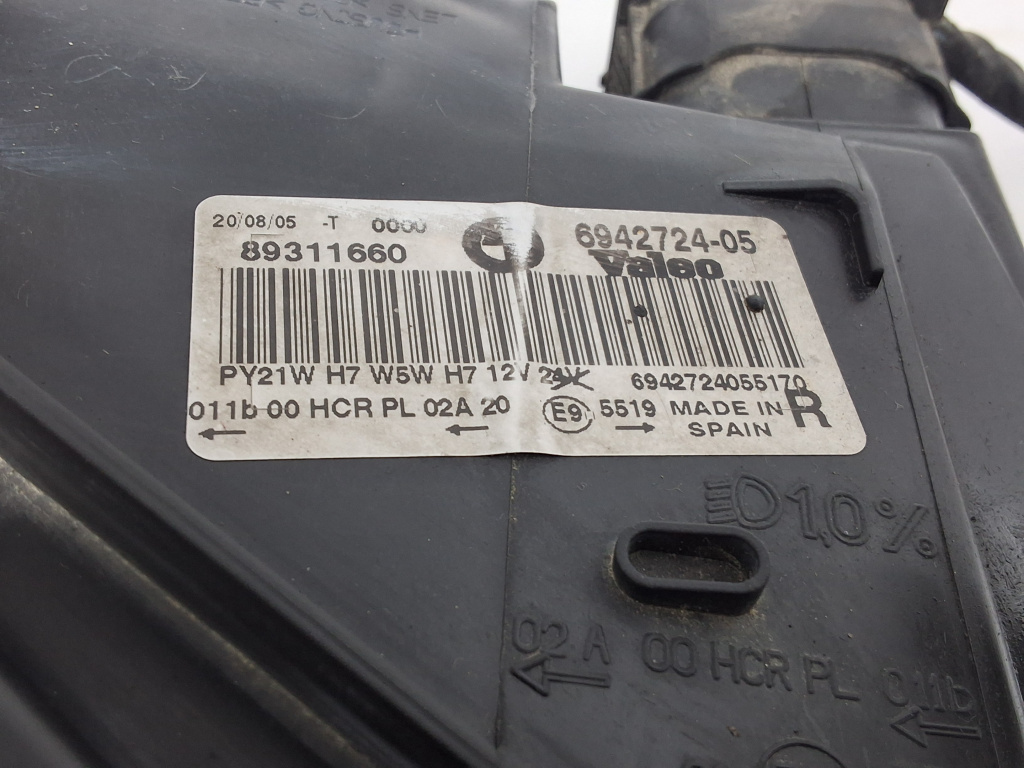 20/08/05 -T 0000
89311660
6942724-05
Valeo
PY21W H7 W5W H7 12V 24V
6942724055170
011b 00 HCR PL 02A 20
E9 5519 MADE IN SPAIN R
1,0%
02 A 00 HCR PL 011b